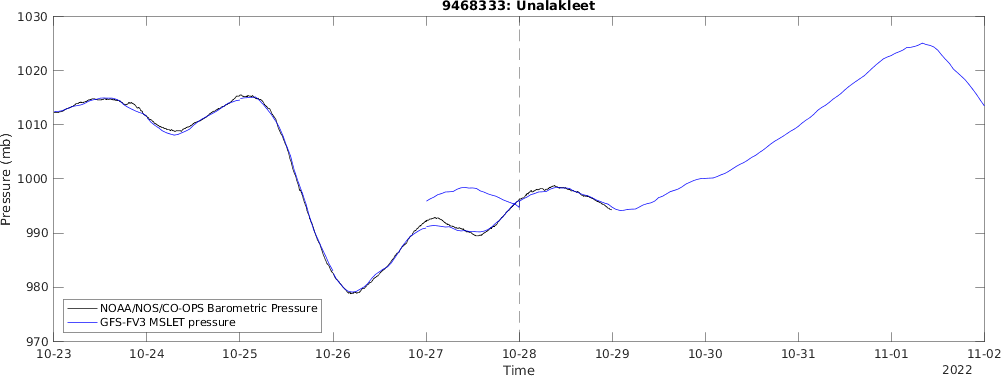 9468333: Unalakleet
1030
1020
1010
1000
990
980
970
Pressure (mb)
NOAA/NOS/CO-OPS Barometric Pressure
GFS-FV3 MSLET pressure
10-23 10-24 10-25 10-26 10-27 10-28 10-29 10-30 10-31 11-01 11-02
Time
2022